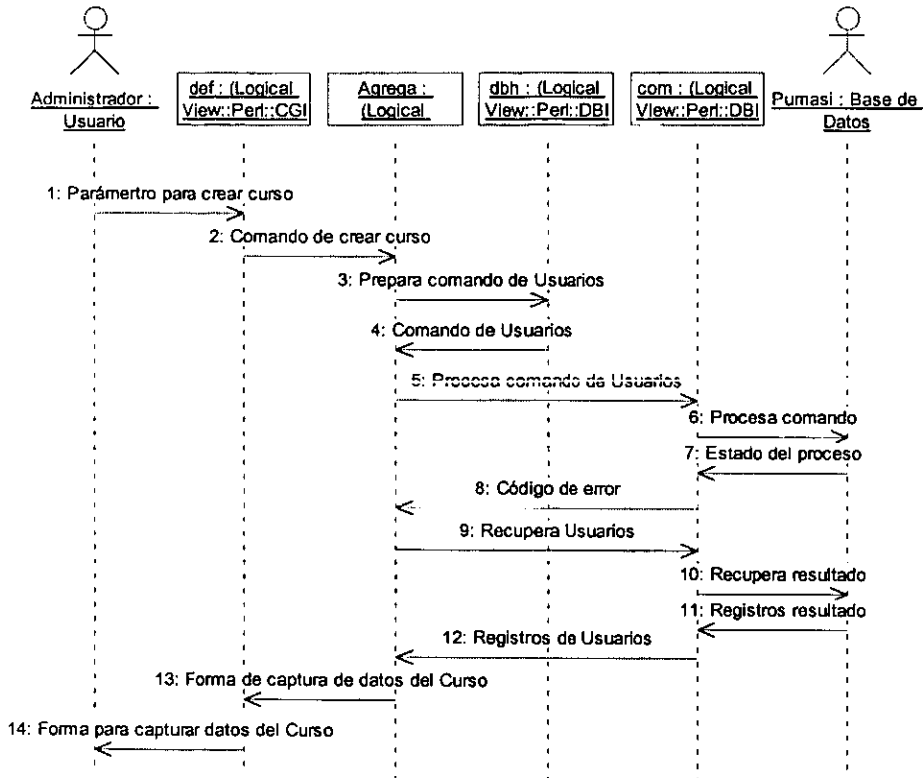 Administrador :
Usuario
def : (Logical
View::Perl::CGI
Agrega :
(Logical
dbh : (Logical
View::Perl::DBI
com : (Logical
View::Perl::DBI
Pumasi : Base de
Datos
1: Parámertro para crear curso
2: Comando de crear curso
3: Prepara comando de Usuarios
4: Comando de Usuarios
5: Procesa comando de Usuarios
6: Procesa comando
7: Estado del proceso
8: Código de error
9: Recupera Usuarios
10: Recupera resultado
11: Registros resultado
12: Registros de Usuarios
13: Forma de captura de datos del Curso
14: Forma para capturar datos del Curso